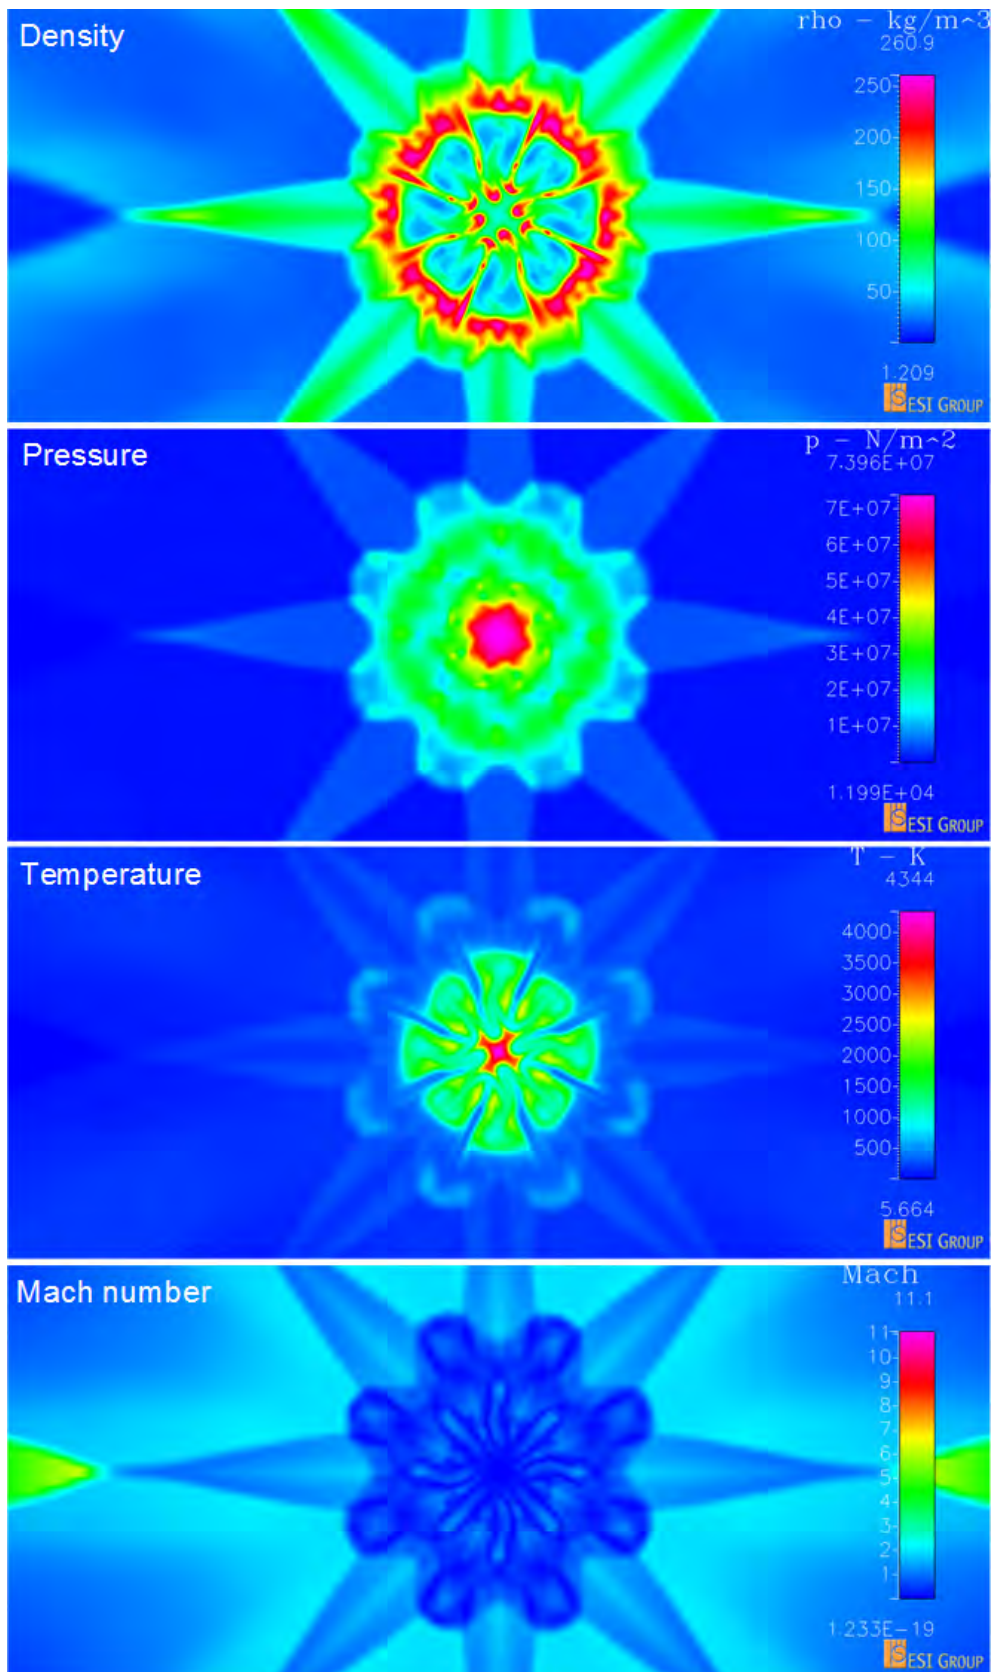 Density
rho - kg/m^3
260.9
250
200
150
100
50
1.209
ESI GROUP
Pressure
p - N/m^2
7.396E+07
7E+07
6E+07
5E+07
4E+07
3E+07
2E+07
1E+07
1.199E+04
ESI GROUP
Temperature
T - K
4344
4000
3500
3000
2500
2000
1500
1000
500
5.664
ESI GROUP
Mach number
Mach
11.1
11
10
9
8
7
6
5
4
3
2
1
1.233E-19
ESI GROUP